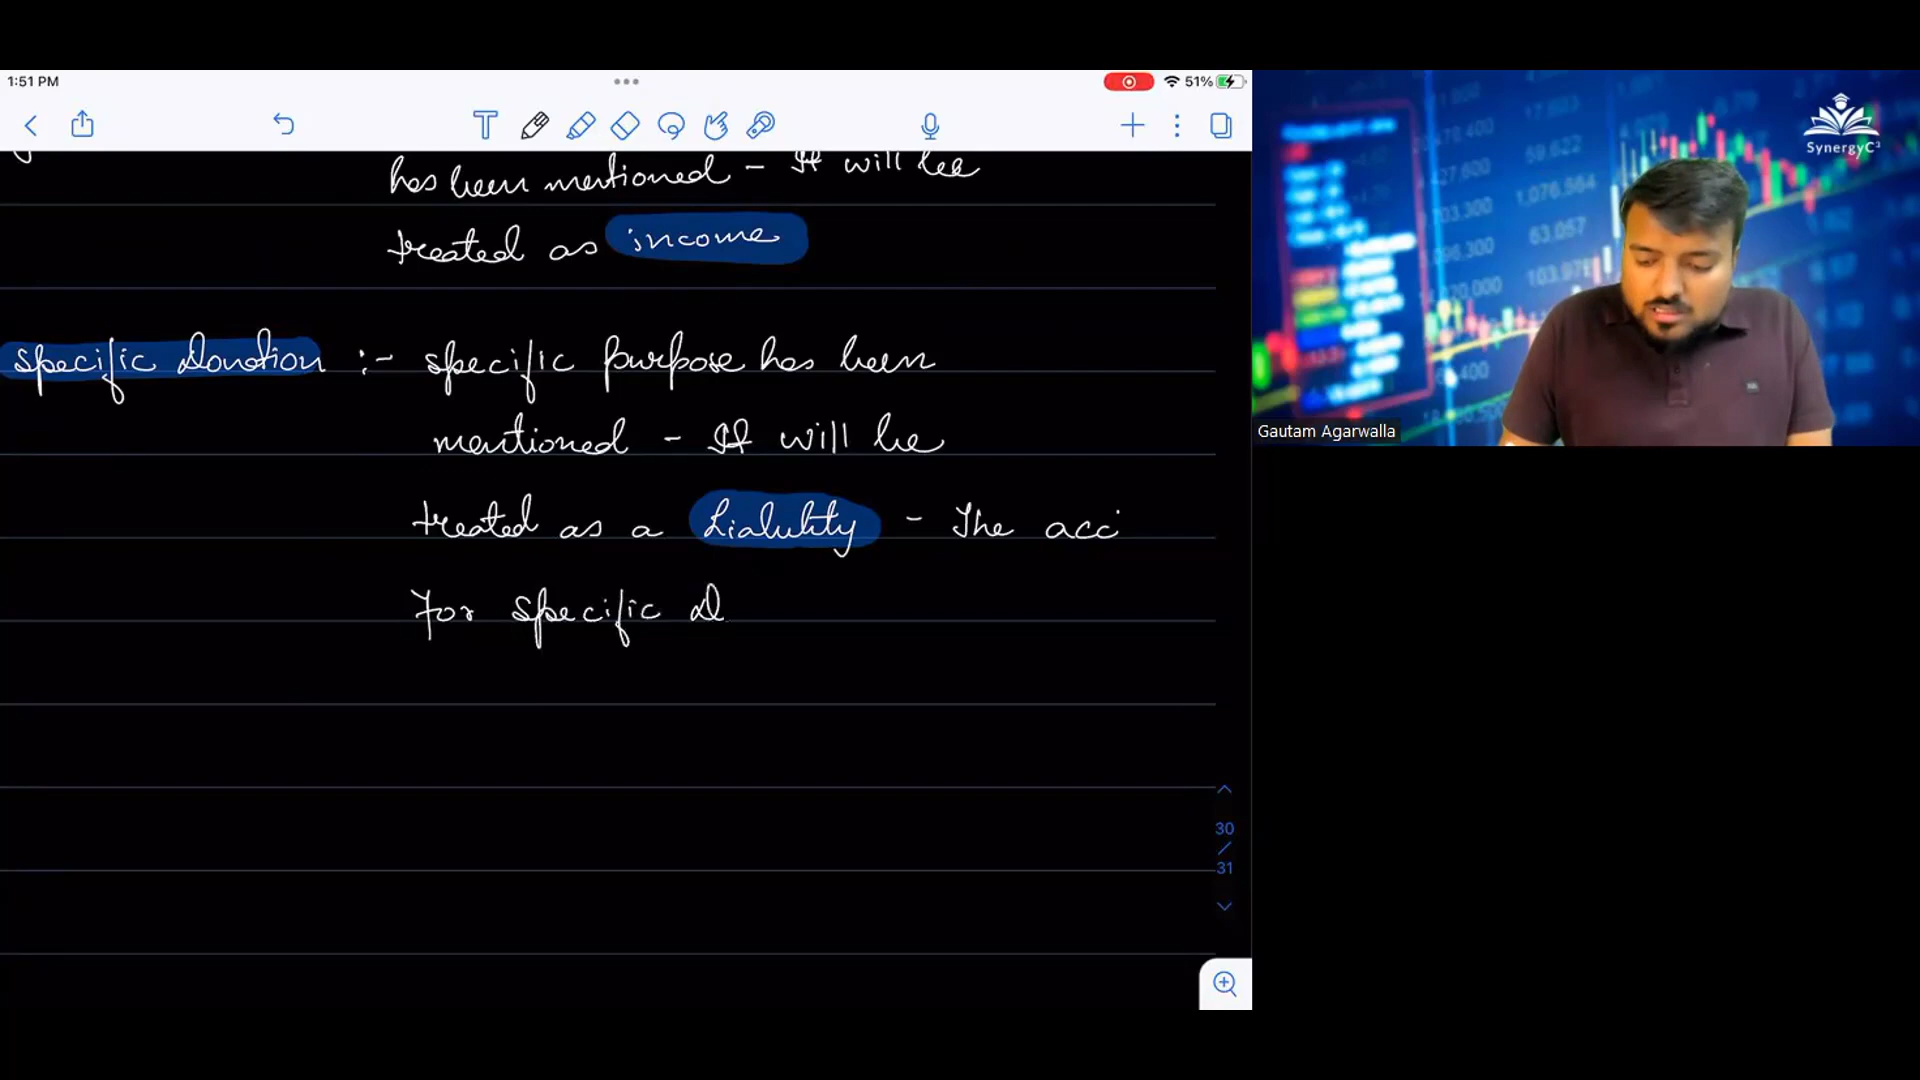 1:51 PM
51%
has been mentioned - It will be
treated as income
specific Donation :- specific purpose has been
mentioned - It will be
treated as a Liability - The acc
for specific D
30
/
31
SynergyC³
Gautam Agarwalla